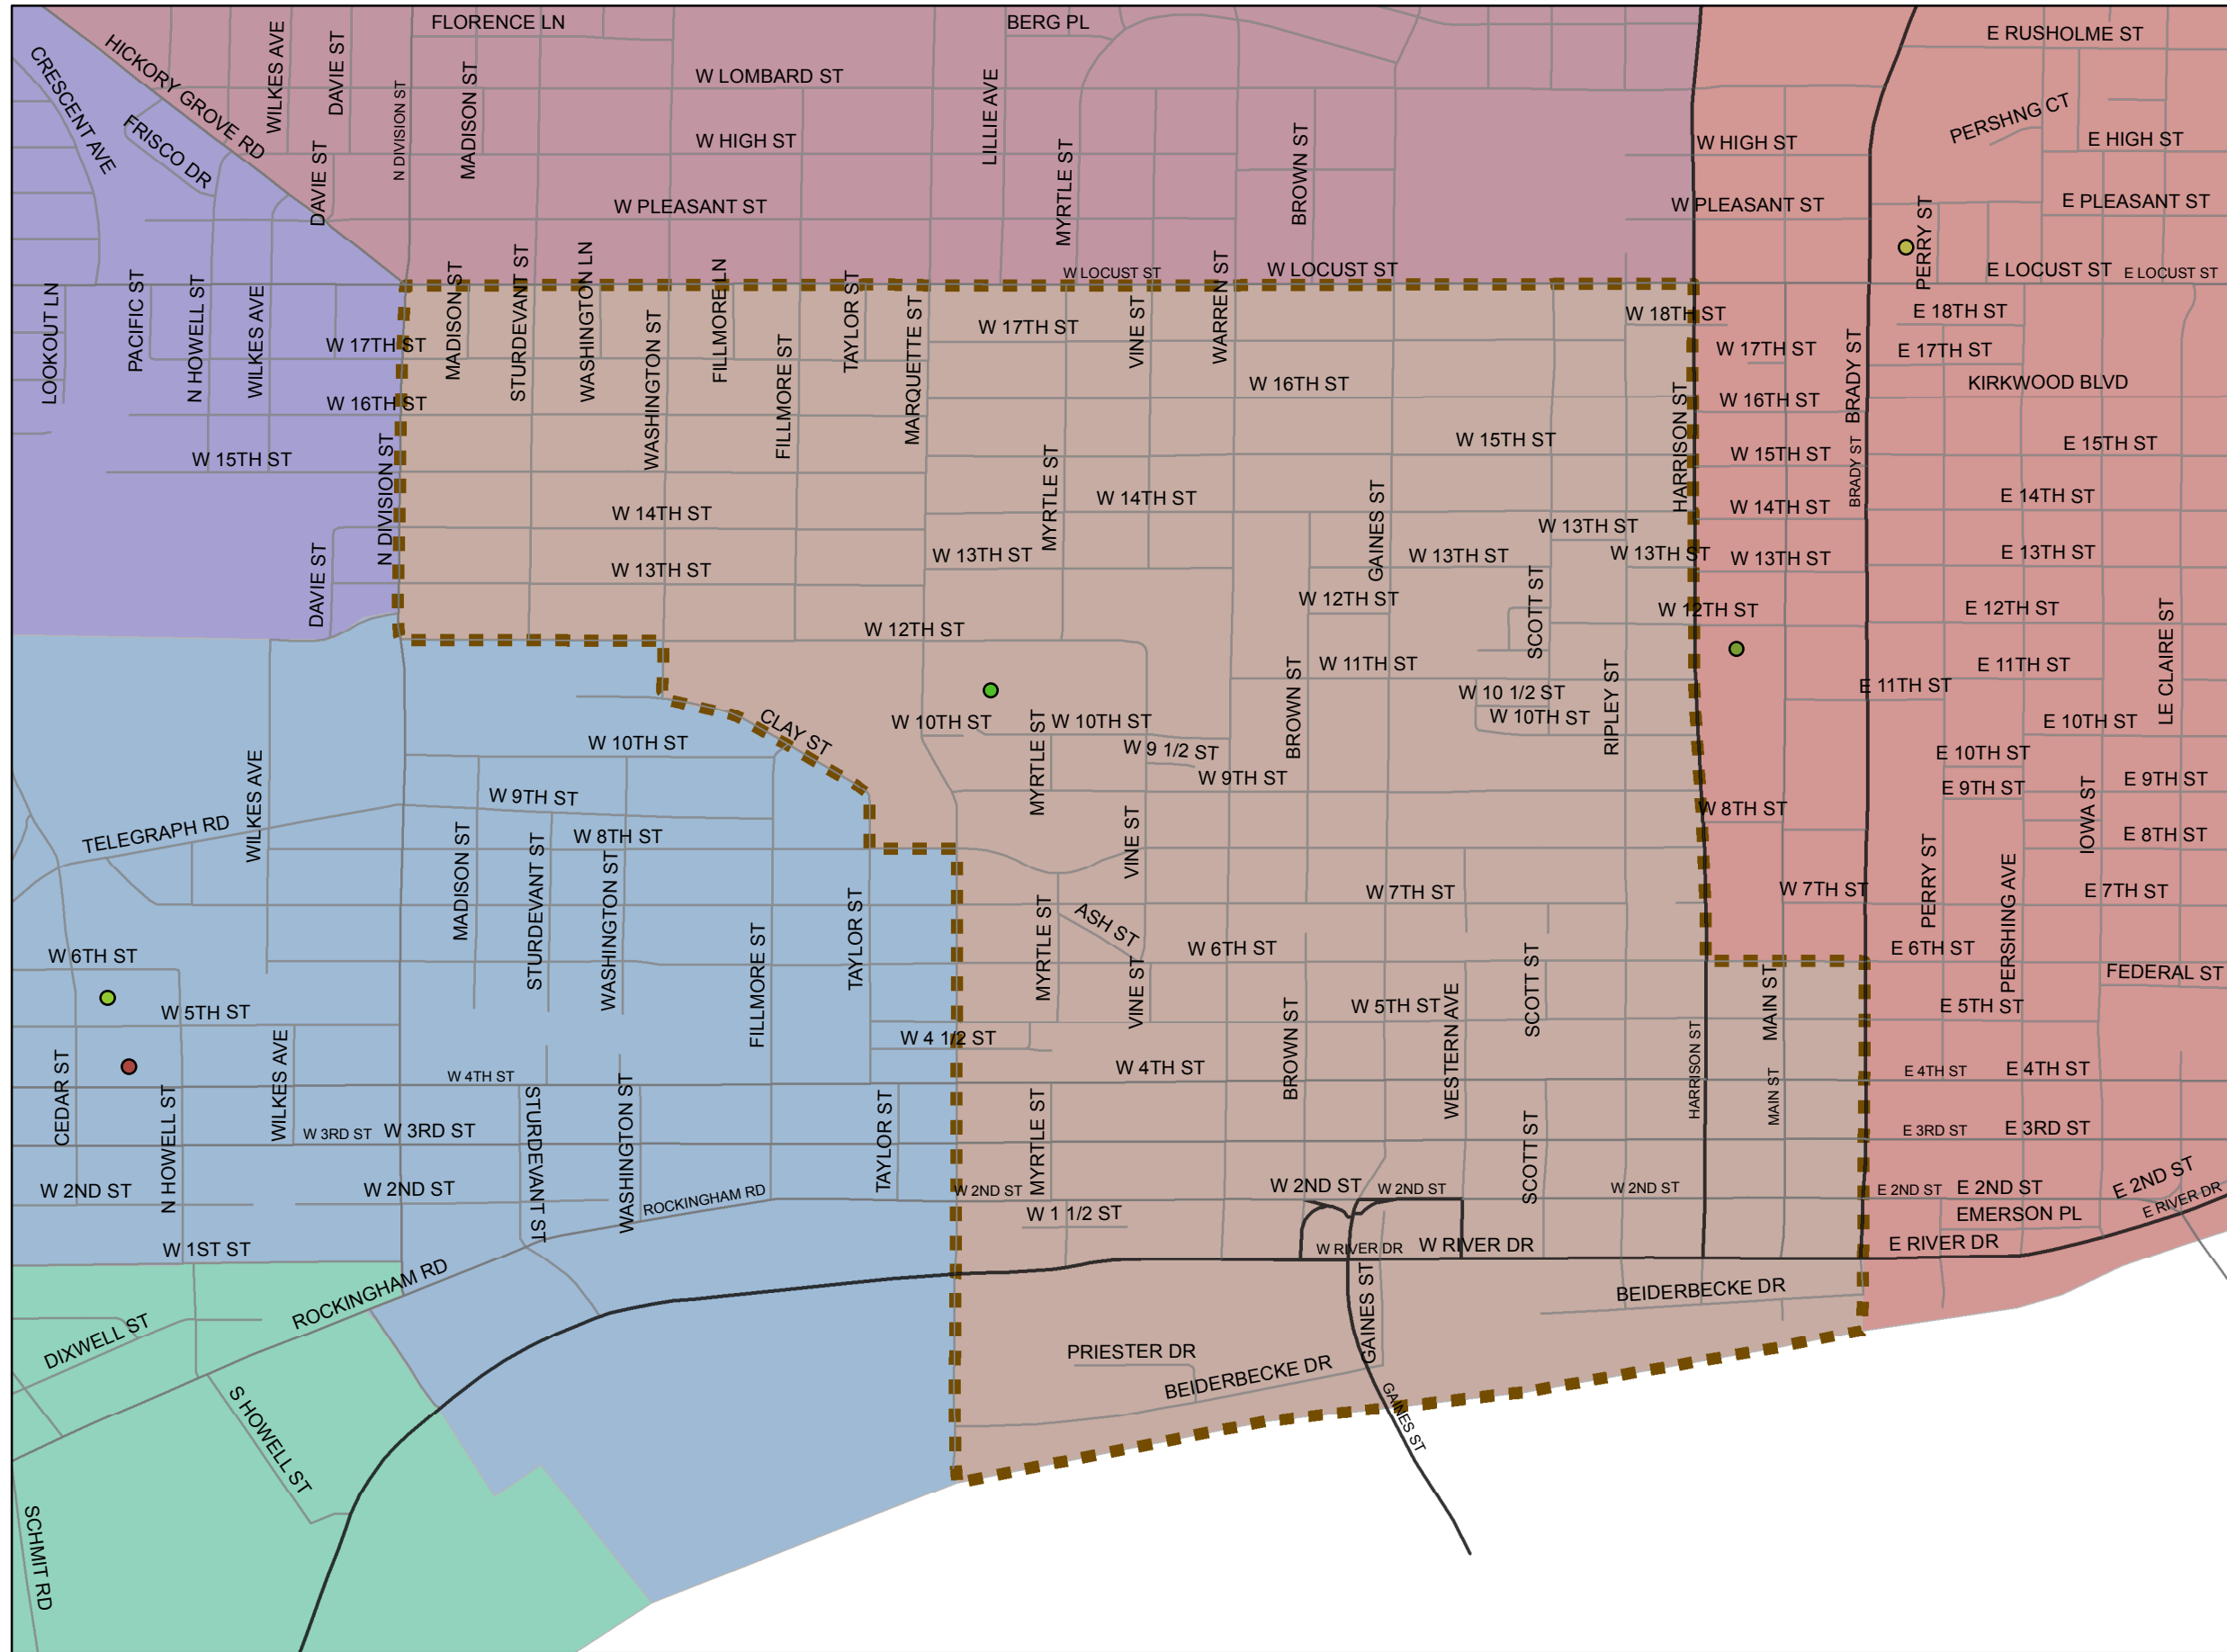 FLORENCE LN
BERG PL
E RUSHOLME ST
HICKORY GROVE RD
CRESCENT AVE
WILKES AVE
DAVIE ST
N DIVISION ST
MADISON ST
W LOMBARD ST
LILLIE AVE
PERSHNG CT
FRISCO DR
W HIGH ST
BROWN ST
W HIGH ST
E HIGH ST
DAVIE ST
MYRTLE ST
W PLEASANT ST
W PLEASANT ST
E PLEASANT ST
PERRY ST
W LOCUST ST
W LOCUST ST
E LOCUST ST
E LOCUST ST
LOOKOUT LN
PACIFIC ST
N HOWELL ST
WILKES AVE
MADISON ST
STURDEVANT ST
WASHINGTON LN
WASHINGTON ST
FILLMORE LN
FILLMORE ST
TAYLOR ST
MARQUETTE ST
VINE ST
WARREN ST
W 18TH ST
E 18TH ST
W 17TH ST
W 17TH ST
W 17TH ST
E 17TH ST
BRADY ST
W 16TH ST
W 16TH ST
W 16TH ST
KIRKWOOD BLVD
HARRISON ST
W 15TH ST
W 15TH ST
W 15TH ST
E 15TH ST
BRADY ST
N DIVISION ST
MYRTLE ST
GAINES ST
W 14TH ST
W 14TH ST
W 14TH ST
E 14TH ST
W 13TH ST
W 13TH ST
W 13TH ST
W 13TH ST
W 13TH ST
W 13TH ST
E 13TH ST
DAVIE ST
SCOTT ST
W 12TH ST
W 12TH ST
W 12TH ST
E 12TH ST
LE CLAIRE ST
W 11TH ST
E 11TH ST
E 11TH ST
BROWN ST
RIPLEY ST
W 10 1/2 ST
CLAY ST
W 10TH ST
W 10TH ST
W 10TH ST
W 10TH ST
E 10TH ST
E 10TH ST
MYRTLE ST
W 9 1/2 ST
WILKES AVE
W 9TH ST
W 9TH ST
E 9TH ST
E 9TH ST
IOWA ST
TELEGRAPH RD
W 8TH ST
W 8TH ST
E 8TH ST
VINE ST
MADISON ST
STURDEVANT ST
WASHINGTON ST
FILLMORE ST
TAYLOR ST
MYRTLE ST
ASH ST
W 7TH ST
W 7TH ST
E 7TH ST
PERRY ST
PERSHING AVE
W 6TH ST
W 6TH ST
E 6TH ST
FEDERAL ST
VINE ST
SCOTT ST
MAIN ST
W 5TH ST
W 5TH ST
E 5TH ST
BROWN ST
WESTERN AVE
W 4 1/2 ST
HARRISON ST
CEDAR ST
N HOWELL ST
WILKES AVE
W 4TH ST
W 4TH ST
E 4TH ST
E 4TH ST
MAIN ST
STURDEVANT ST
WASHINGTON ST
TAYLOR ST
MYRTLE ST
SCOTT ST
W 3RD ST
W 3RD ST
E 3RD ST
E 3RD ST
W 2ND ST
W 2ND ST
ROCKINGHAM RD
W 2ND ST
W 2ND ST
W 2ND ST
W 2ND ST
E 2ND ST
E 2ND ST
E 2ND ST
E RIVER DR
W 1 1/2 ST
EMERSON PL
W 1ST ST
W RIVER DR
W RIVER DR
E RIVER DR
ROCKINGHAM RD
GAINES ST
BEIDERBECKE DR
DIXWELL ST
PRIESTER DR
BEIDERBECKE DR
GAINES ST
S HOWELL ST
SCHMIT RD